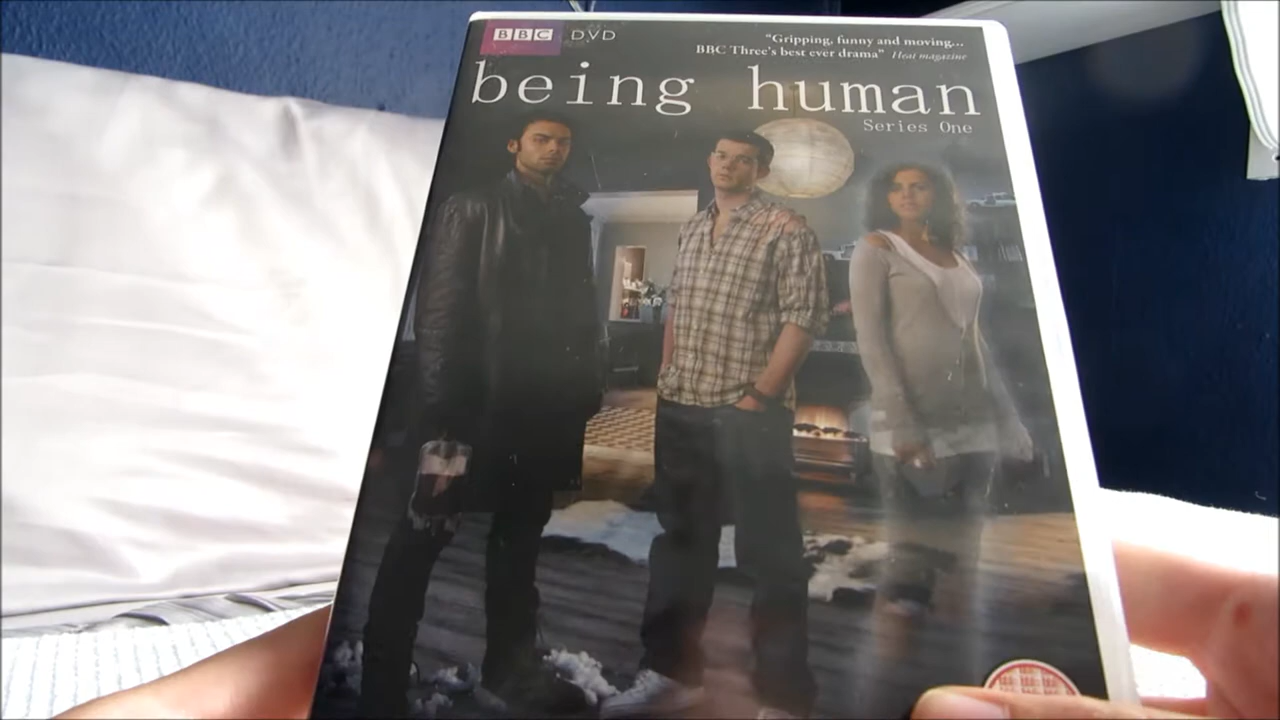 BBC DVD
"Gripping, funny and moving...
BBC Three's best ever drama" Heat magazine
being human
Series One